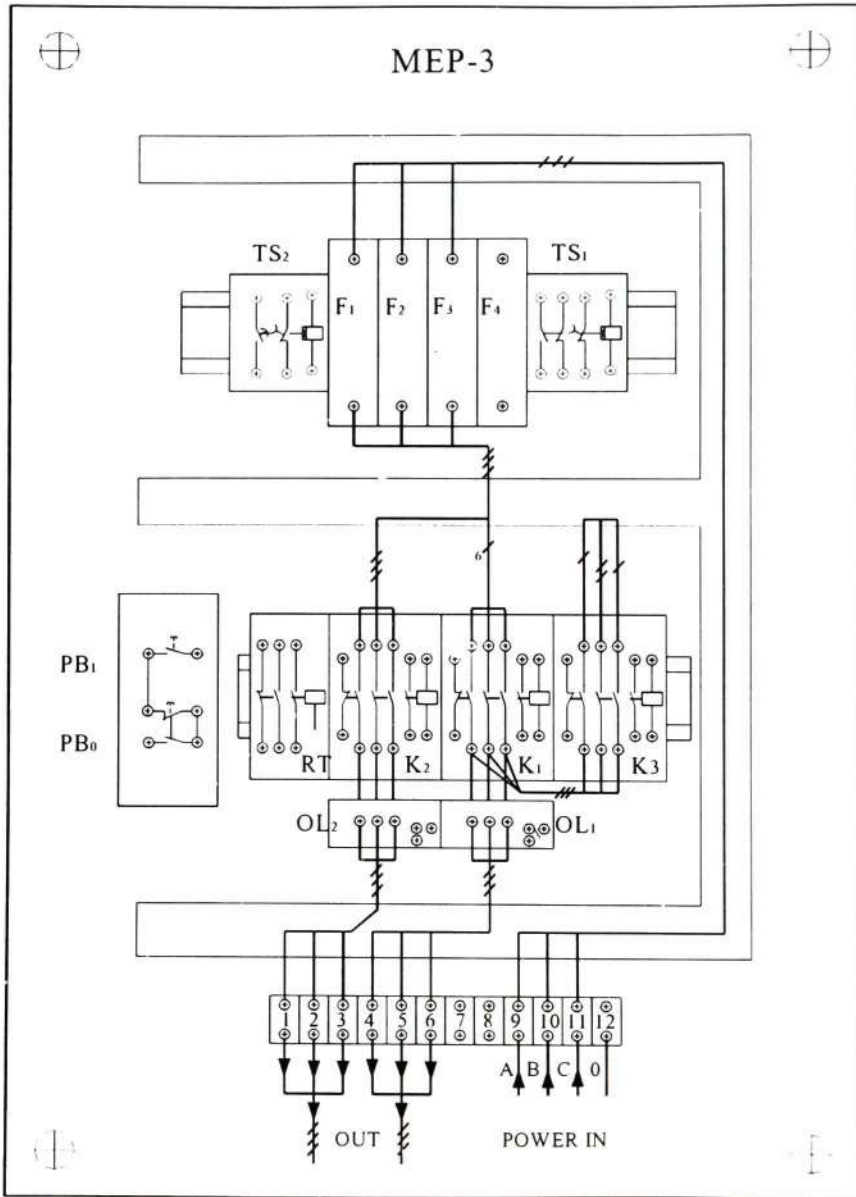 MEP-3
TS₂ TS₁
F₁ F₂ F₃ F₄
6
PB₁
PB₀
RT K₂ K₁ K₃
OL₂ OL₁
1 2 3 4 5 6 7 8 9 10 11 12
A B C 0
OUT POWER IN